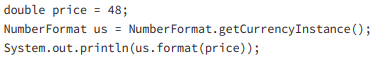 double price = 48;
NumberFormat us = NumberFormat.getCurrencyInstance();
System.out.println(us.format(price));